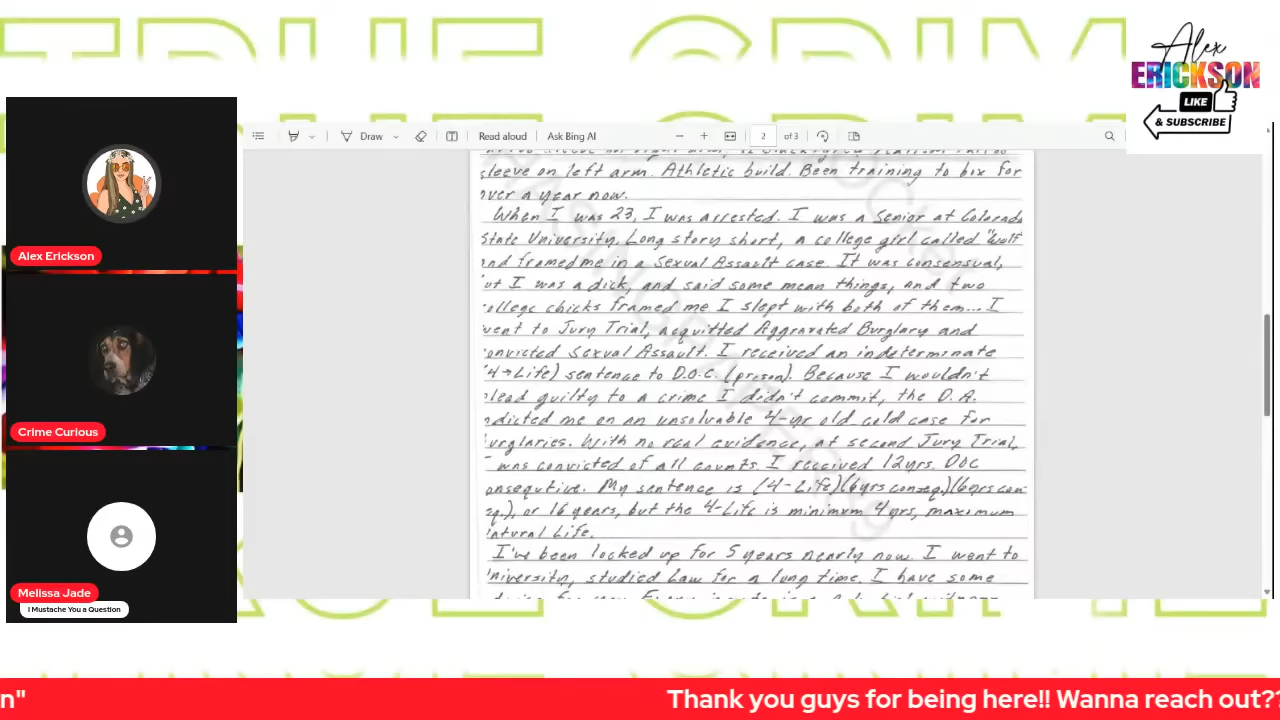 TRUE CRIME
Alex
ERICKSON
LIKE
& SUBSCRIBE
Draw
Read aloud
Ask Bing AI
2
of 3
sleeve on left arm. Athletic build. Been training to box for
over a year now.
When I was 23, I was arrested. I was a Senior at Colorado
State University. Long story short, a college girl called "wolf"
and framed me in a Sexual Assault case. It was consensual,
but I was a dick, and said some mean things, and two
college chicks framed me. I slept with both of them... I
went to Jury Trial, acquitted Aggravated Burglary and
convicted Sexual Assault. I received an indeterminate
(4→Life) sentence to D.O.C. (prison). Because I wouldn't
plead guilty to a crime I didn't commit, the D.A.
indicted me on an unsolvable 4-yr old cold case for
burglaries. With no real evidence, at second Jury Trial,
I was convicted of all counts. I received 12yrs. DOC
consequtive. My sentence is (4-Life)(6yrs conseq.)(6yrs con-
seq.), or 16 years, but the 4-Life is minimum 4yrs, maximum
natural Life.
I've been locked up for 5 years nearly now. I went to
University, studied Law for a long time. I have some
Alex Erickson
Crime Curious
Melissa Jade
I Mustache You a Question
n"
Thank you guys for being here!! Wanna reach out??
TRUE CRIME